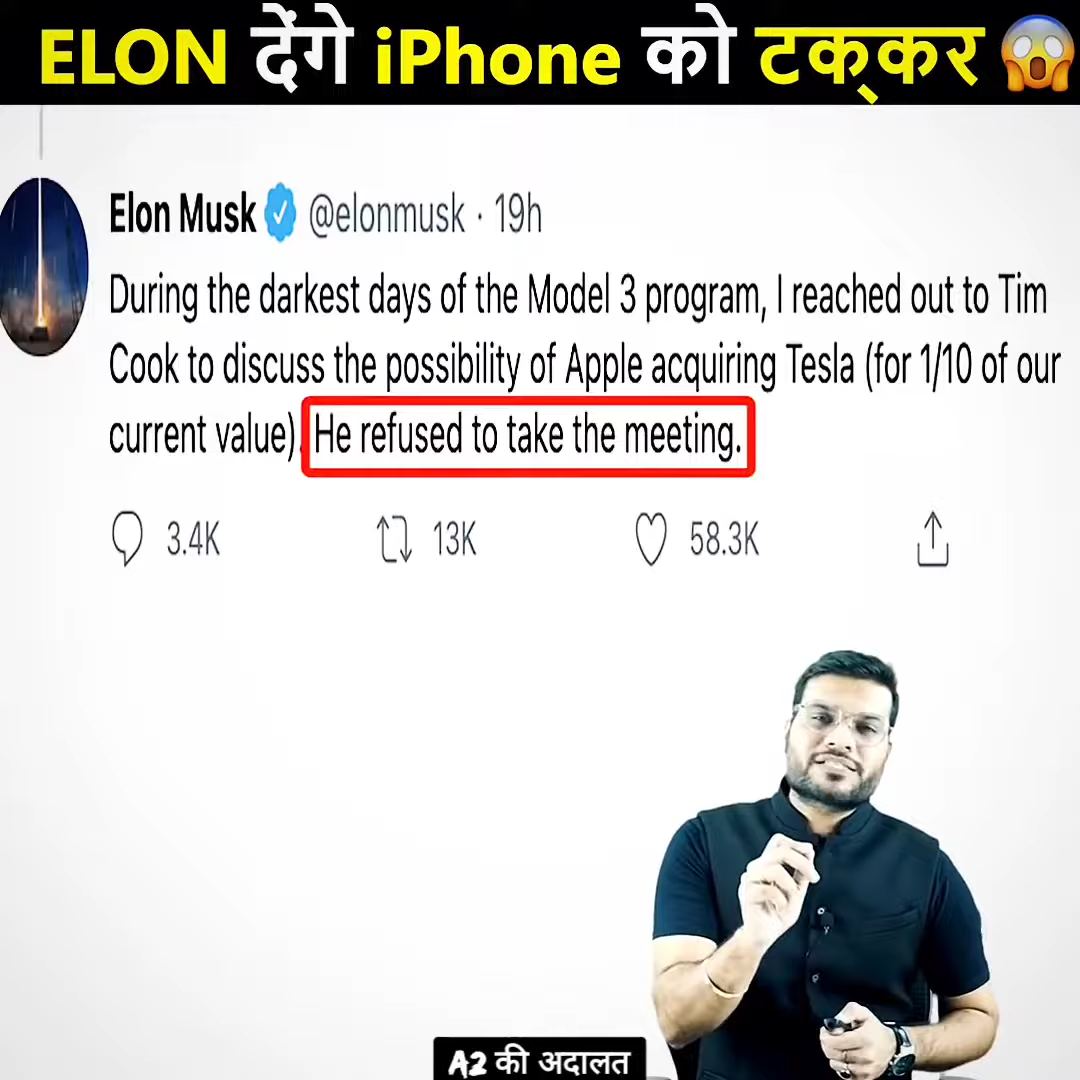 ELON देंगे iPhone को टक्कर 😱
Elon Musk @elonmusk · 19h
During the darkest days of the Model 3 program, I reached out to Tim
Cook to discuss the possibility of Apple acquiring Tesla (for 1/10 of our
current value). He refused to take the meeting.
3.4K 13K 58.3K
A2 की अदालत